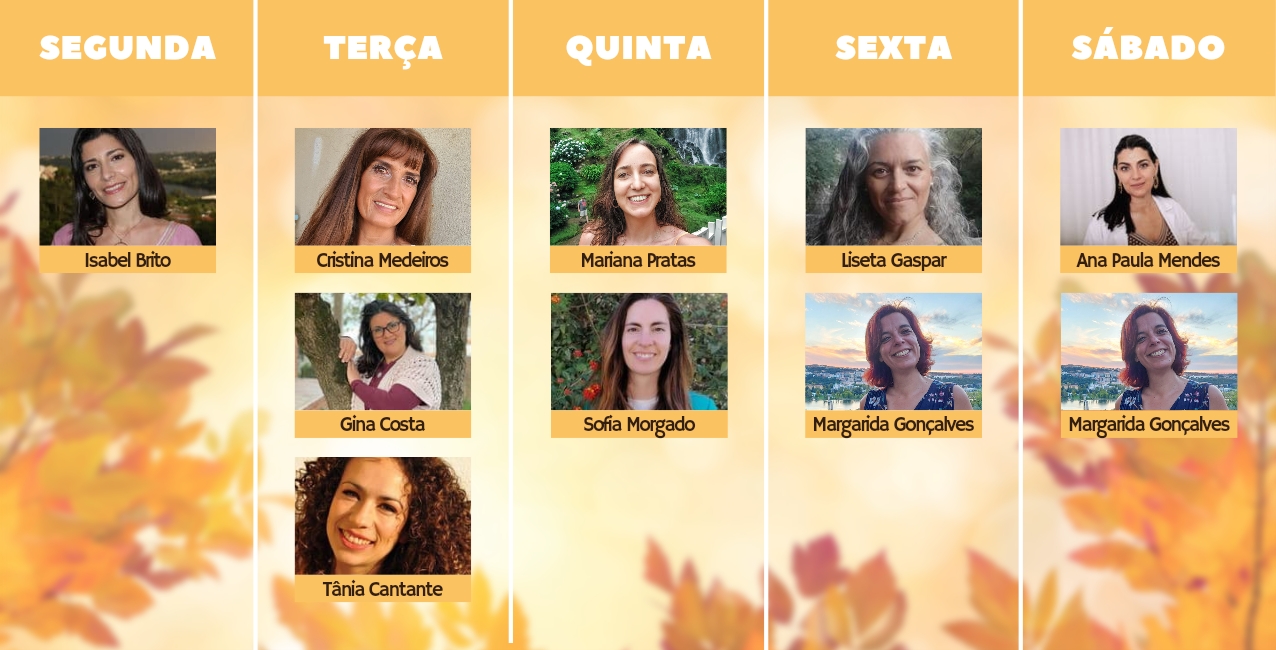 SEGUNDA
TERÇA
QUINTA
SEXTA
SÁBADO
Isabel Brito
Cristina Medeiros
Mariana Pratas
Liseta Gaspar
Ana Paula Mendes
Gina Costa
Sofia Morgado
Margarida Gonçalves
Margarida Gonçalves
Tânia Cantante